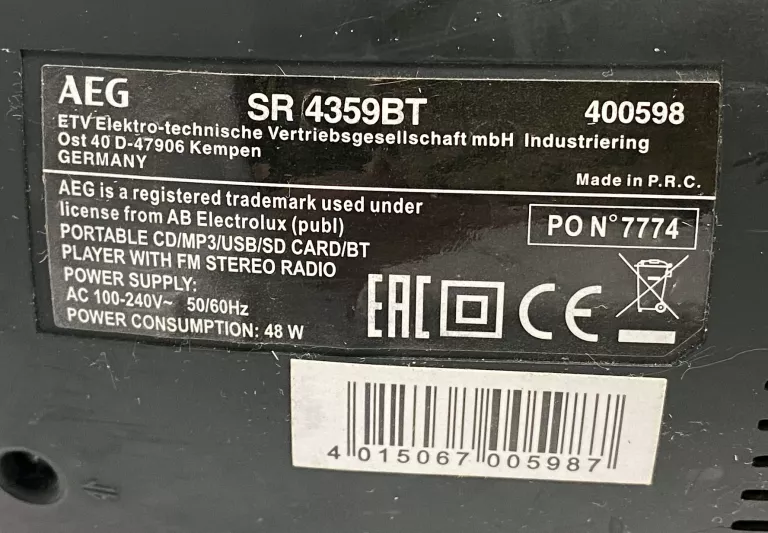 AEG
SR 4359BT
400598
ETV Elektro-technische Vertriebsgesellschaft mbH Industriering
Ost 40 D-47906 Kempen
GERMANY
Made in P.R.C.
AEG is a registered trademark used under
license from AB Electrolux (publ)
PORTABLE CD/MP3/USB/SD CARD/BT
PLAYER WITH FM STEREO RADIO
POWER SUPPLY:
AC 100-240V~ 50/60Hz
POWER CONSUMPTION: 48 W
PO N°7774
EAC
CE
4 015067 005987